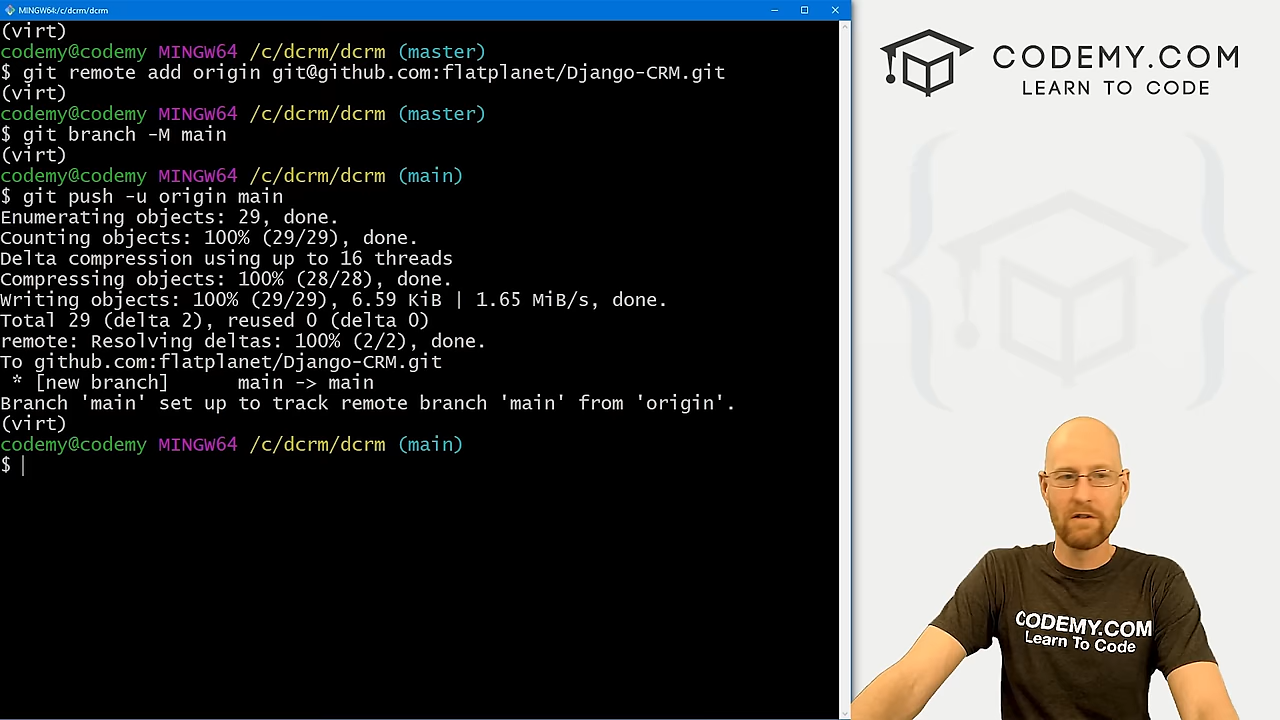 MINGW64:/c/dcrm/dcrm
(virt)
codemy@codemy MINGW64 /c/dcrm/dcrm (master)
$ git remote add origin git@github.com:flatplanet/Django-CRM.git
(virt)
codemy@codemy MINGW64 /c/dcrm/dcrm (master)
$ git branch -M main
(virt)
codemy@codemy MINGW64 /c/dcrm/dcrm (main)
$ git push -u origin main
Enumerating objects: 29, done.
Counting objects: 100% (29/29), done.
Delta compression using up to 16 threads
Compressing objects: 100% (28/28), done.
Writing objects: 100% (29/29), 6.59 KiB | 1.65 MiB/s, done.
Total 29 (delta 2), reused 0 (delta 0)
remote: Resolving deltas: 100% (2/2), done.
To github.com:flatplanet/Django-CRM.git
 * [new branch]      main -> main
Branch 'main' set up to track remote branch 'main' from 'origin'.
(virt)
codemy@codemy MINGW64 /c/dcrm/dcrm (main)
$
CODEMY.COM
LEARN TO CODE
CODEMY.COM
Learn To Code